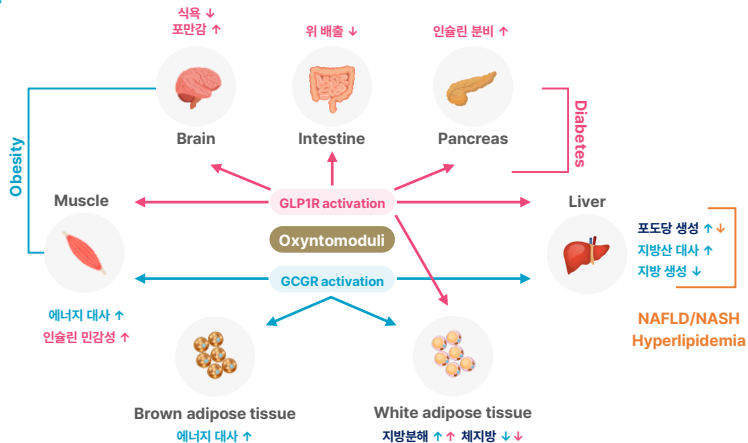 식욕 ↓
포만감 ↑
위 배출 ↓
인슐린 분비 ↑
Brain
Intestine
Pancreas
Obesity
Diabetes
Muscle
GLP1R activation
Liver
Oxyntomoduli
포도당 생성 ↑↓
지방산 대사 ↑
지방 생성 ↓
GCGR activation
에너지 대사 ↑
인슐린 민감성 ↑
NAFLD/NASH
Hyperlipidemia
Brown adipose tissue
에너지 대사 ↑
White adipose tissue
지방분해 ↑↑ 체지방 ↓↓